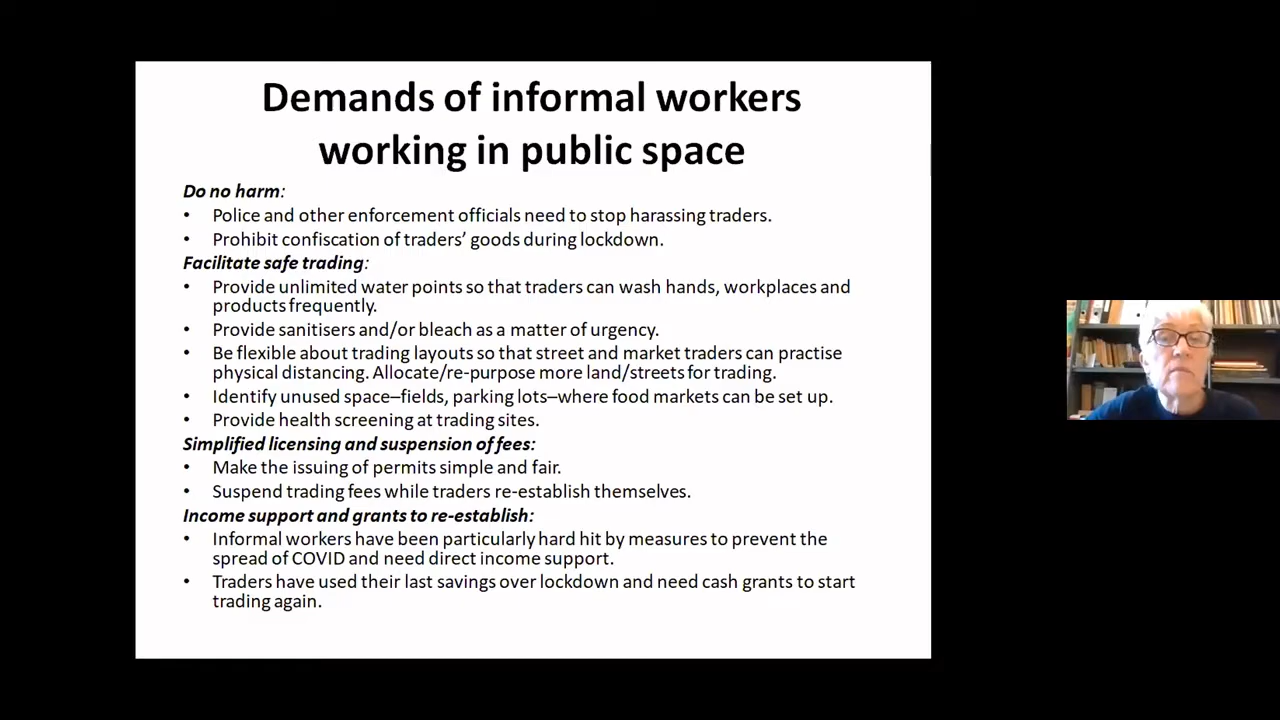 Demands of informal workers
working in public space
Do no harm:
• Police and other enforcement officials need to stop harassing traders.
• Prohibit confiscation of traders’ goods during lockdown.
Facilitate safe trading:
• Provide unlimited water points so that traders can wash hands, workplaces and
products frequently.
• Provide sanitisers and/or bleach as a matter of urgency.
• Be flexible about trading layouts so that street and market traders can practise
physical distancing. Allocate/re-purpose more land/streets for trading.
• Identify unused space–fields, parking lots–where food markets can be set up.
• Provide health screening at trading sites.
Simplified licensing and suspension of fees:
• Make the issuing of permits simple and fair.
• Suspend trading fees while traders re-establish themselves.
Income support and grants to re-establish:
• Informal workers have been particularly hard hit by measures to prevent the
spread of COVID and need direct income support.
• Traders have used their last savings over lockdown and need cash grants to start
trading again.